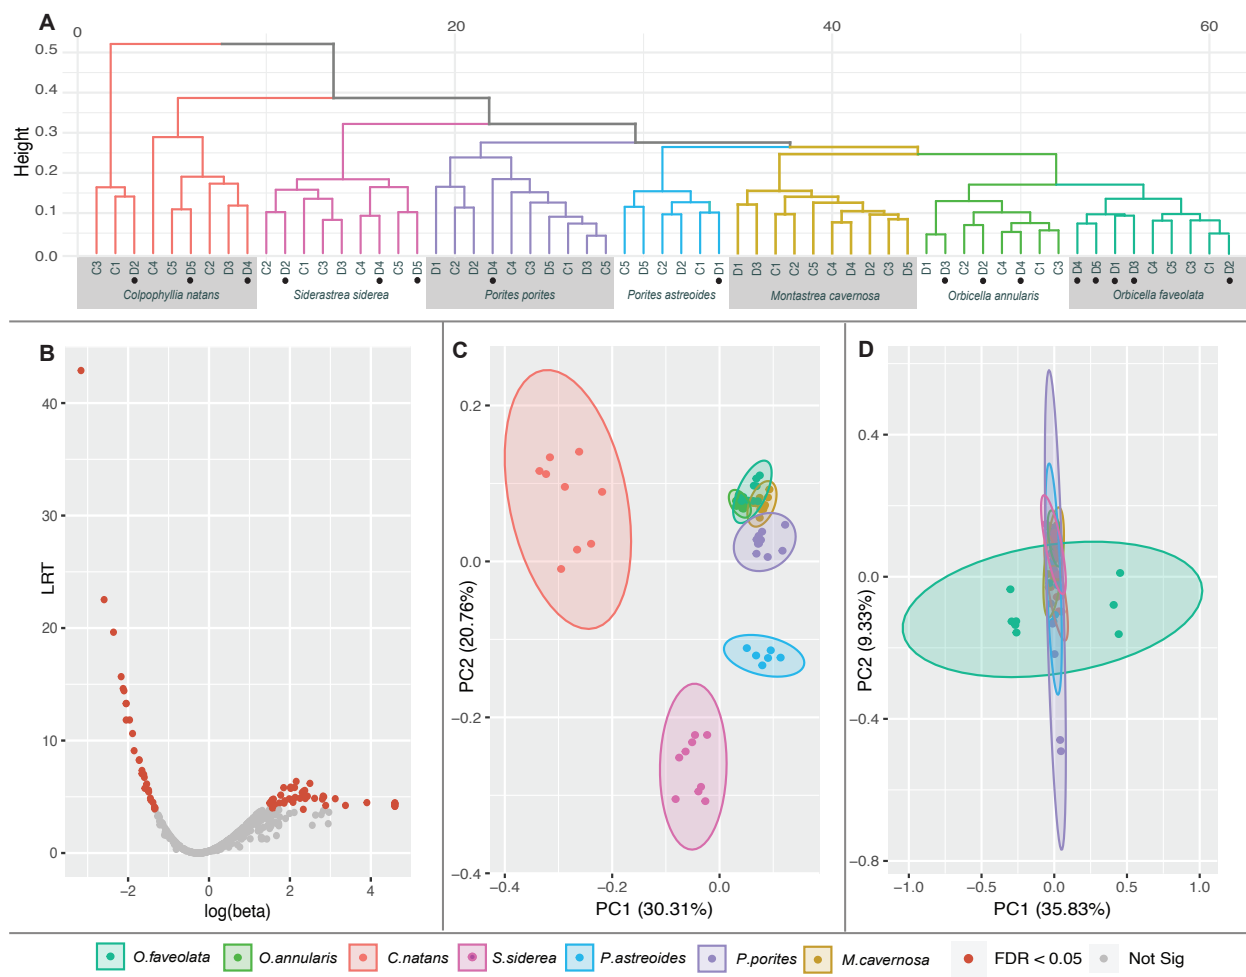 A
0 20 40 60
0.5
0.4
0.3
0.2
0.1
0.0
Height
C3 C1 D2 C4 C5 D5 C2 D3 D4 C2 D2 C1 C3 D3 C4 D4 C5 D5 D1 C2 D2 D4 C4 D5 C1 D3 C5 C5 D5 D2 C2 C1 D1 D1 D3 C1 C2 C5 C4 D4 D2 C3 D5 D1 D3 C2 D2 C4 D4 C1 C3 D4 D5 D1 D3 C4 C5 C3 C1 D2
Colpophyllia natans Siderastrea siderea Porites porites Porites astreoides Montastrea cavernosa Orbicella annularis Orbicella faveolata
B
40
30
20
10
0
LRT
−2 0 2 4
log(beta)
C
0.2
0.0
−0.2
−0.4
PC2 (20.76%)
−0.4 −0.2 0.0
PC1 (30.31%)
D
0.4
0.0
−0.4
−0.8
PC2 (9.33%)
−1.0 −0.5 0.0 0.5 1.0
PC1 (35.83%)
O.faveolata O.annularis C.natans S.siderea P.astreoides P.porites M.cavernosa FDR < 0.05 Not Sig